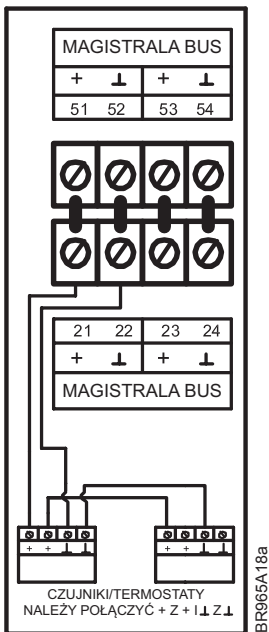 MAGISTRALA BUS
+ ⊥ + ⊥
51 52 53 54
21 22 23 24
+ ⊥ + ⊥
MAGISTRALA BUS
+ + ⊥ ⊥
+ + ⊥ ⊥
CZUJNIKI/TERMOSTATY
NALEŻY POŁĄCZYĆ + Z + I ⊥ Z ⊥
BR965A18a